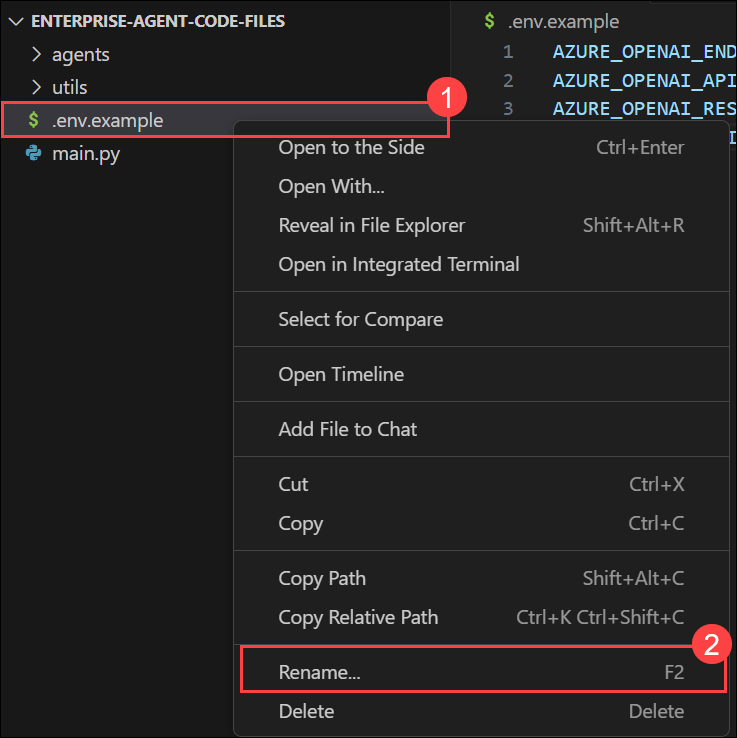 ENTERPRISE-AGENT-CODE-FILES
agents
utils
$ .env.example
main.py
$ .env.example
1 AZURE_OPENAI_END
2 AZURE_OPENAI_API
3 AZURE_OPENAI_RES
1
Open to the Side Ctrl+Enter
Open With...
Reveal in File Explorer Shift+Alt+R
Open in Integrated Terminal
Select for Compare
Open Timeline
Add File to Chat
Cut Ctrl+X
Copy Ctrl+C
Copy Path Shift+Alt+C
Copy Relative Path Ctrl+K Ctrl+Shift+C
2
Rename... F2
Delete Delete